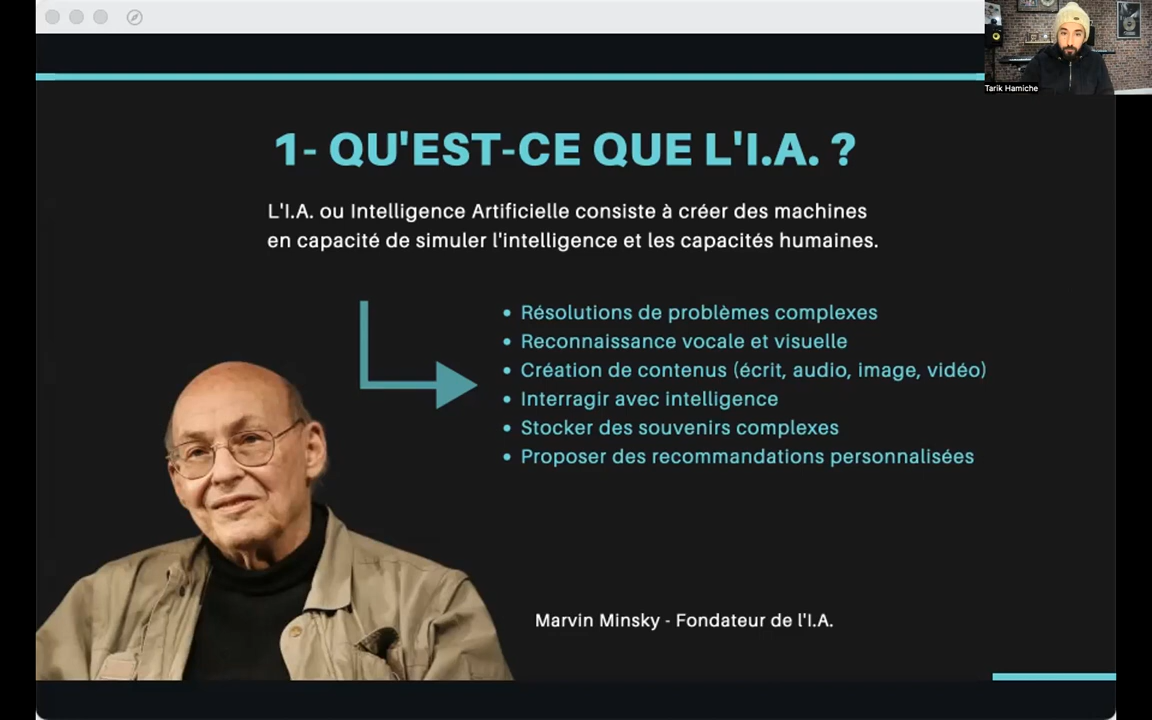 Tarik Hamiche
1- QU'EST-CE QUE L'I.A. ?
L'I.A. ou Intelligence Artificielle consiste à créer des machines
en capacité de simuler l'intelligence et les capacités humaines.
• Résolutions de problèmes complexes
• Reconnaissance vocale et visuelle
• Création de contenus (écrit, audio, image, vidéo)
• Interragir avec intelligence
• Stocker des souvenirs complexes
• Proposer des recommandations personnalisées
Marvin Minsky - Fondateur de l'I.A.